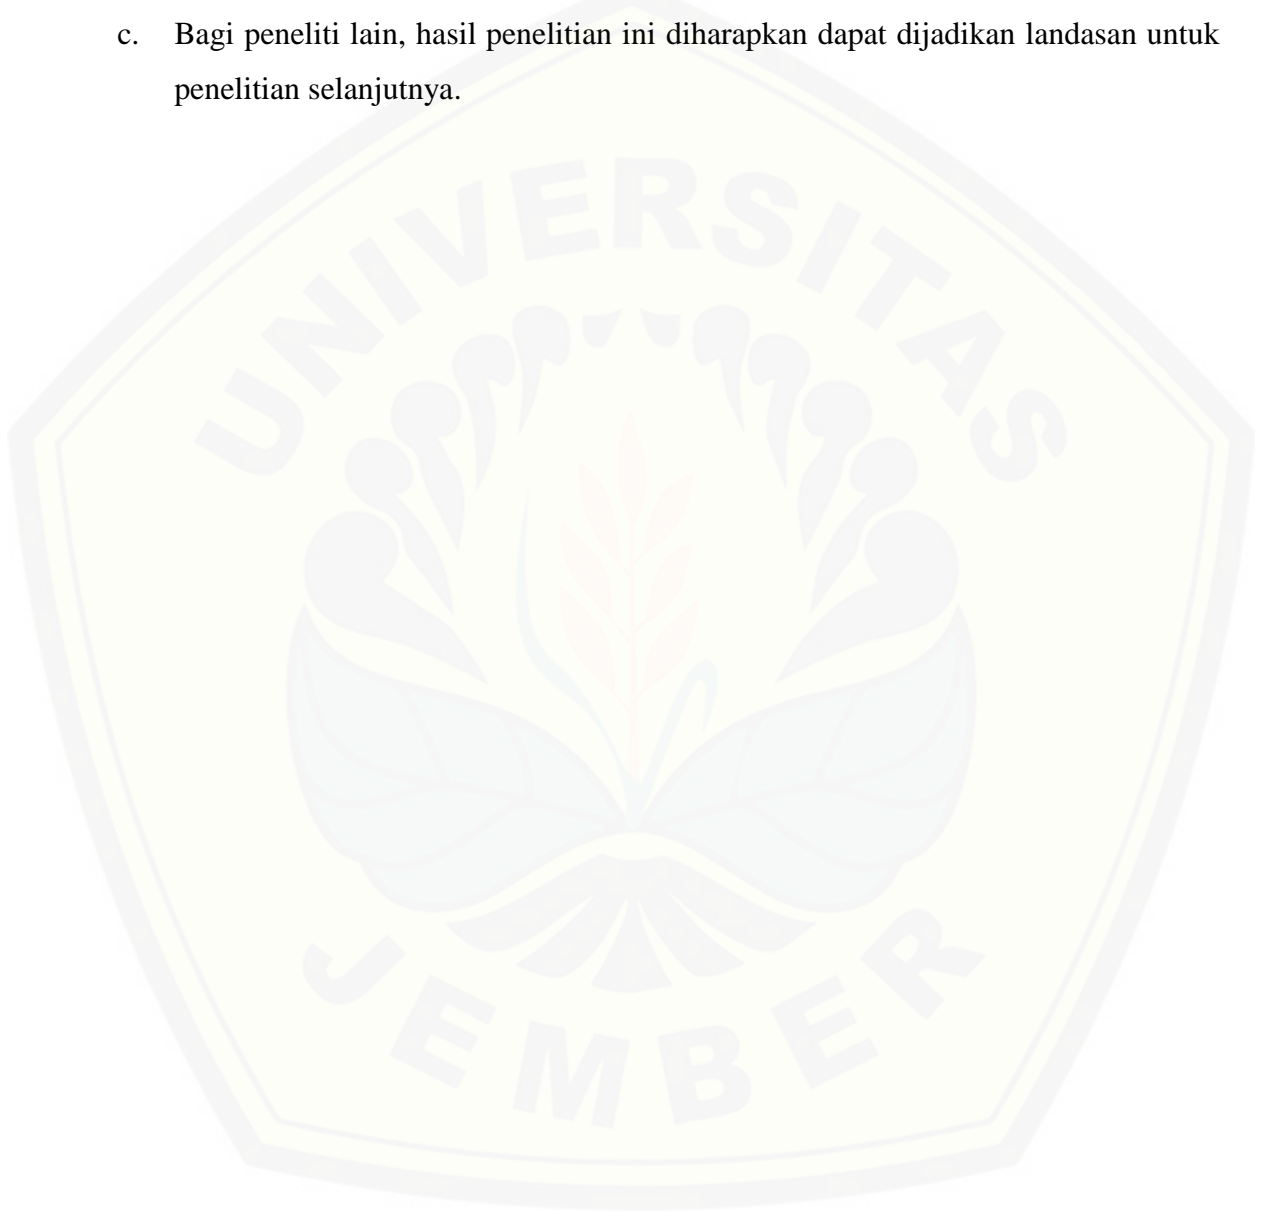 c. Bagi peneliti lain, hasil penelitian ini diharapkan dapat dijadikan landasan untuk
penelitian selanjutnya.
UNIVERSITAS
JEMBER